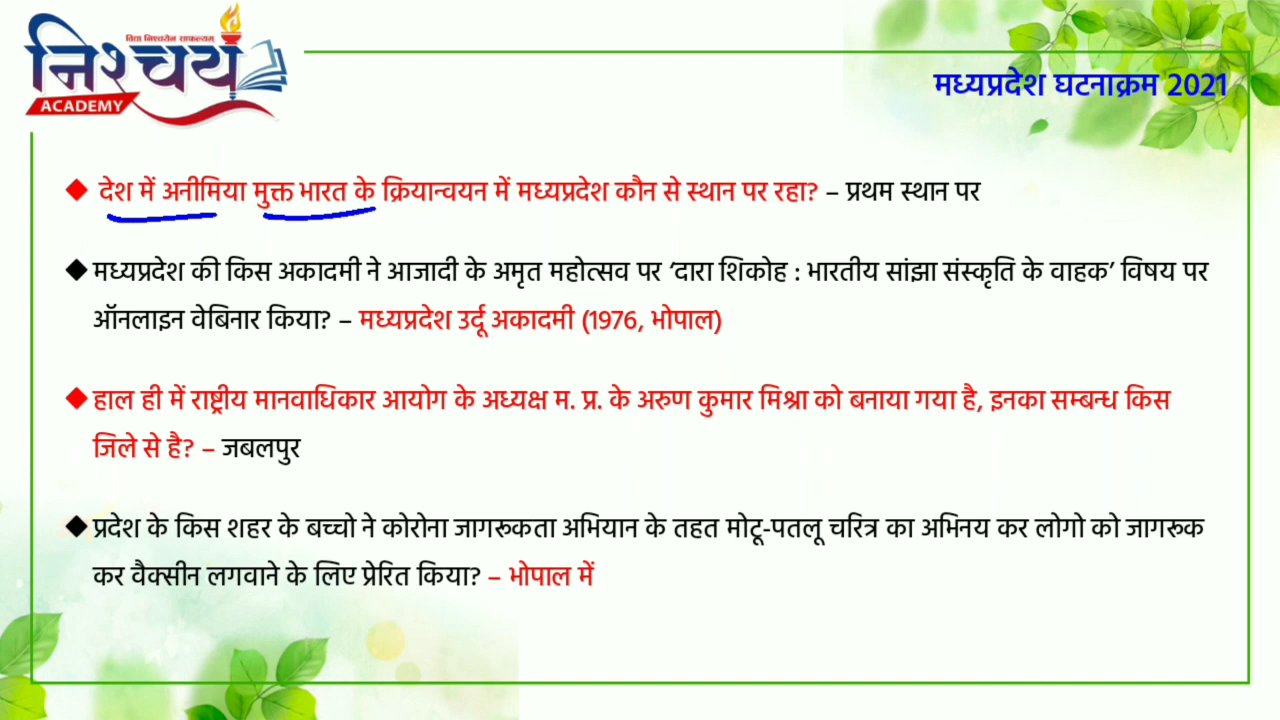 विद्या निश्चयेन साफल्यम्
निश्चय
ACADEMY
मध्यप्रदेश घटनाक्रम 2021
देश में अनीमिया मुक्त भारत के क्रियान्वयन में मध्यप्रदेश कौन से स्थान पर रहा? – प्रथम स्थान पर
मध्यप्रदेश की किस अकादमी ने आजादी के अमृत महोत्सव पर ‘दारा शिकोह : भारतीय सांझा संस्कृति के वाहक’ विषय पर
ऑनलाइन वेबिनार किया? – मध्यप्रदेश उर्दू अकादमी (1976, भोपाल)
हाल ही में राष्ट्रीय मानवाधिकार आयोग के अध्यक्ष म. प्र. के अरुण कुमार मिश्रा को बनाया गया है, इनका सम्बन्ध किस
जिले से है? – जबलपुर
प्रदेश के किस शहर के बच्चो ने कोरोना जागरूकता अभियान के तहत मोटू-पतलू चरित्र का अभिनय कर लोगो को जागरूक
कर वैक्सीन लगवाने के लिए प्रेरित किया? – भोपाल में